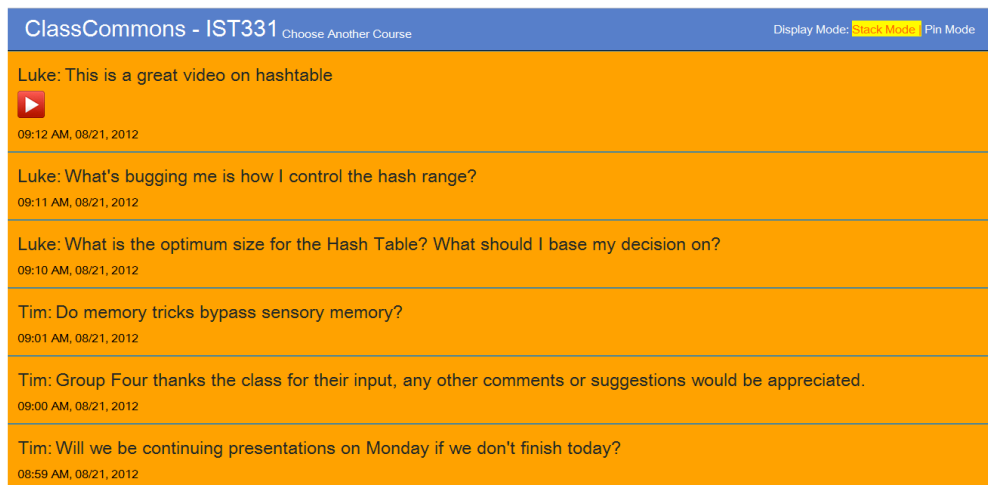 ClassCommons - IST331 Choose Another Course Display Mode: Stack Mode | Pin Mode
Luke: This is a great video on hashtable
09:12 AM, 08/21, 2012
Luke: What's bugging me is how I control the hash range?
09:11 AM, 08/21, 2012
Luke: What is the optimum size for the Hash Table? What should I base my decision on?
09:10 AM, 08/21, 2012
Tim: Do memory tricks bypass sensory memory?
09:01 AM, 08/21, 2012
Tim: Group Four thanks the class for their input, any other comments or suggestions would be appreciated.
09:00 AM, 08/21, 2012
Tim: Will we be continuing presentations on Monday if we don't finish today?
08:59 AM, 08/21, 2012